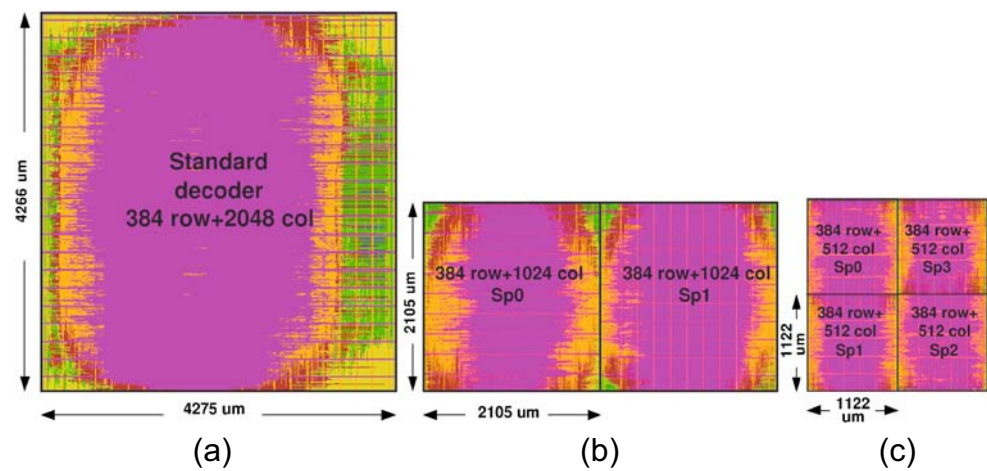 Standard
decoder
384 row+2048 col
4266 um
4275 um
(a)
384 row+1024 col
Sp0
384 row+1024 col
Sp1
2105 um
2105 um
(b)
384 row+
512 col
Sp0
384 row+
512 col
Sp3
384 row+
512 col
Sp1
384 row+
512 col
Sp2
1122
um
1122
um
(c)